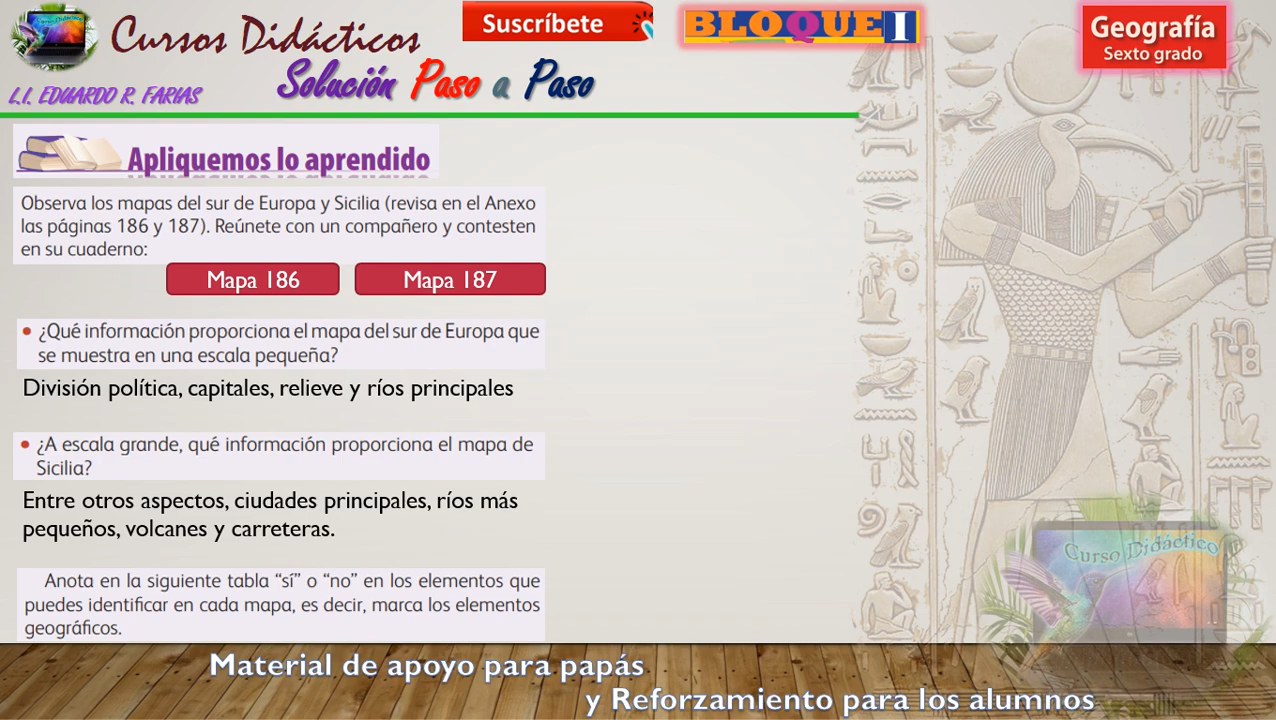 Cursos Didácticos
Suscríbete
BLOQUE I
Geografía
Sexto grado
Solución Paso a Paso
L.I. EDUARDO R. FARIAS
Apliquemos lo aprendido
Observa los mapas del sur de Europa y Sicilia (revisa en el Anexo
las páginas 186 y 187). Reúnete con un compañero y contesten
en su cuaderno:
Mapa 186
Mapa 187
• ¿Qué información proporciona el mapa del sur de Europa que
se muestra en una escala pequeña?
División política, capitales, relieve y ríos principales
• ¿A escala grande, qué información proporciona el mapa de
Sicilia?
Entre otros aspectos, ciudades principales, ríos más
pequeños, volcanes y carreteras.
Anota en la siguiente tabla “sí” o “no” en los elementos que
puedes identificar en cada mapa, es decir, marca los elementos
geográficos.
Curso Didáctico
Material de apoyo para papás
y Reforzamiento para los alumnos